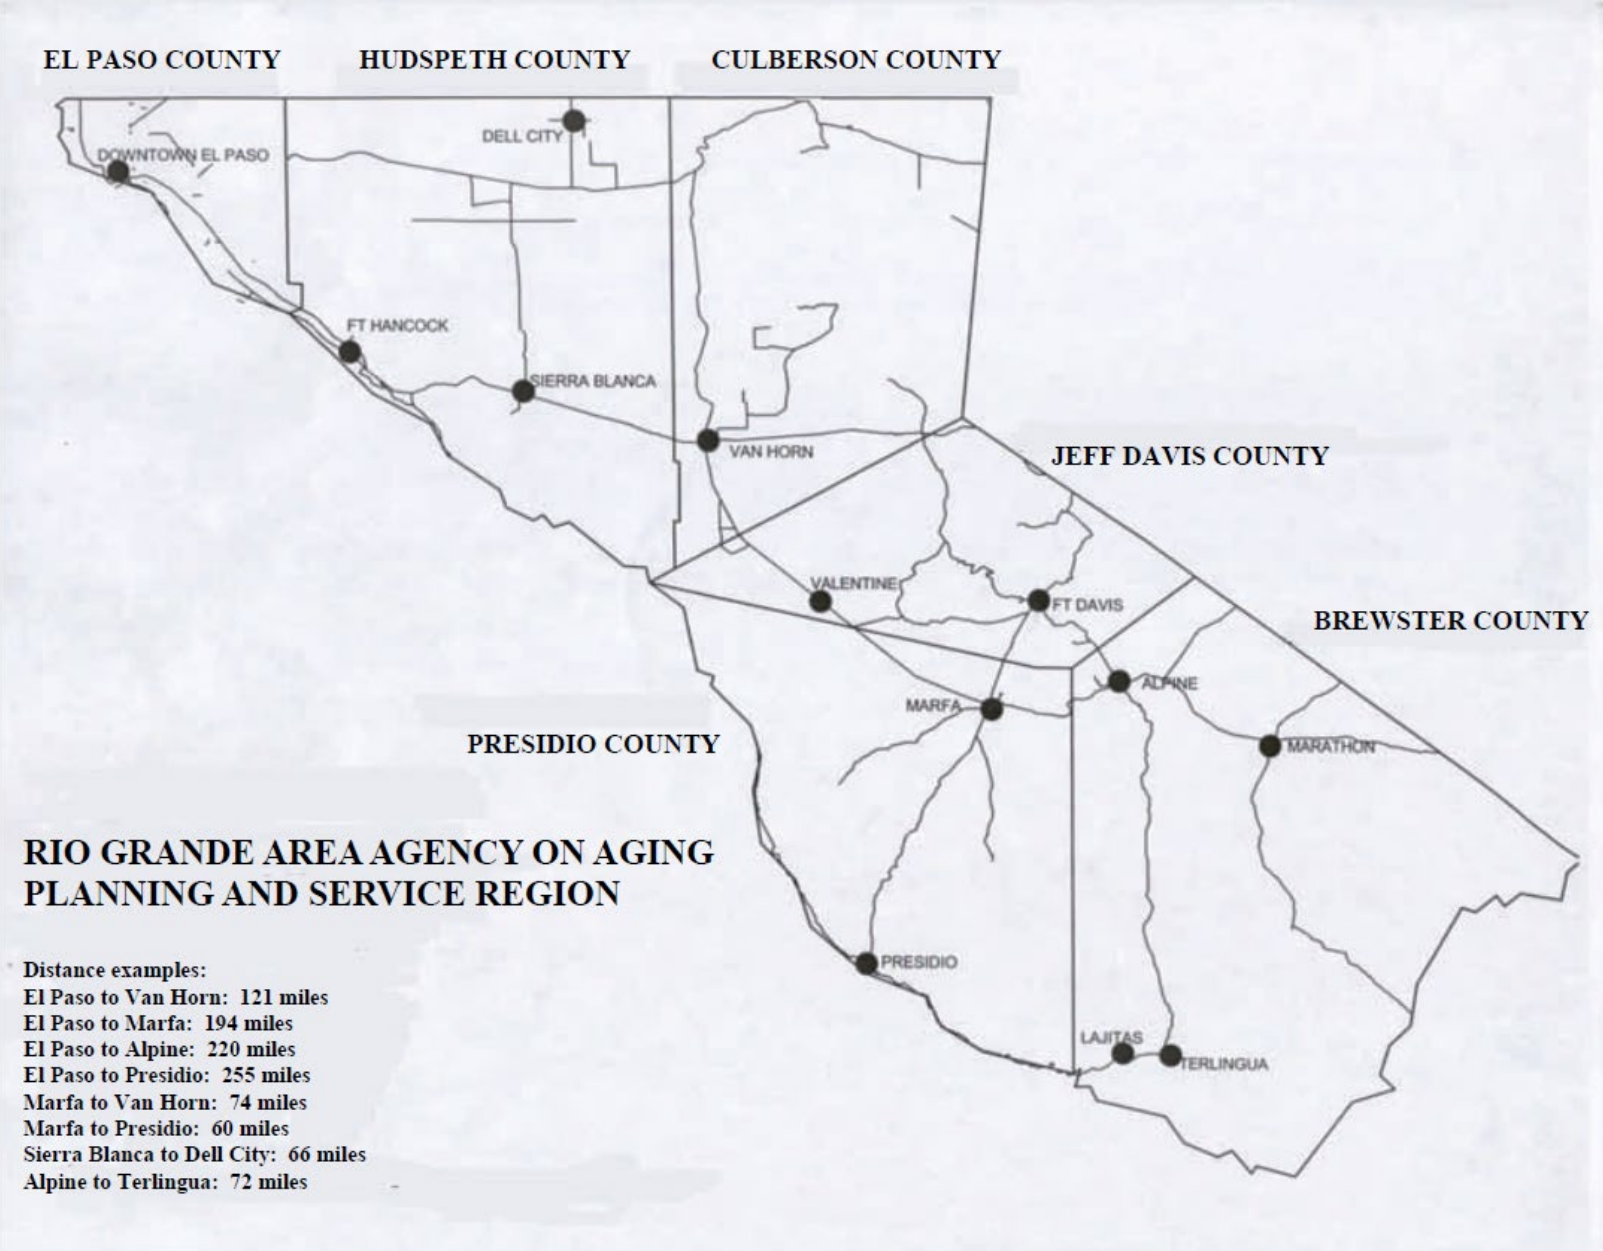 EL PASO COUNTY
HUDSPETH COUNTY
CULBERSON COUNTY
DELL CITY
DOWNTOWN EL PASO
FT HANCOCK
SIERRA BLANCA
VAN HORN
JEFF DAVIS COUNTY
VALENTINE
FT DAVIS
BREWSTER COUNTY
ALPINE
MARFA
PRESIDIO COUNTY
MARATHON
RIO GRANDE AREA AGENCY ON AGING
PLANNING AND SERVICE REGION
PRESIDIO
LAJITAS
TERLINGUA
Distance examples:
El Paso to Van Horn: 121 miles
El Paso to Marfa: 194 miles
El Paso to Alpine: 220 miles
El Paso to Presidio: 255 miles
Marfa to Van Horn: 74 miles
Marfa to Presidio: 60 miles
Sierra Blanca to Dell City: 66 miles
Alpine to Terlingua: 72 miles